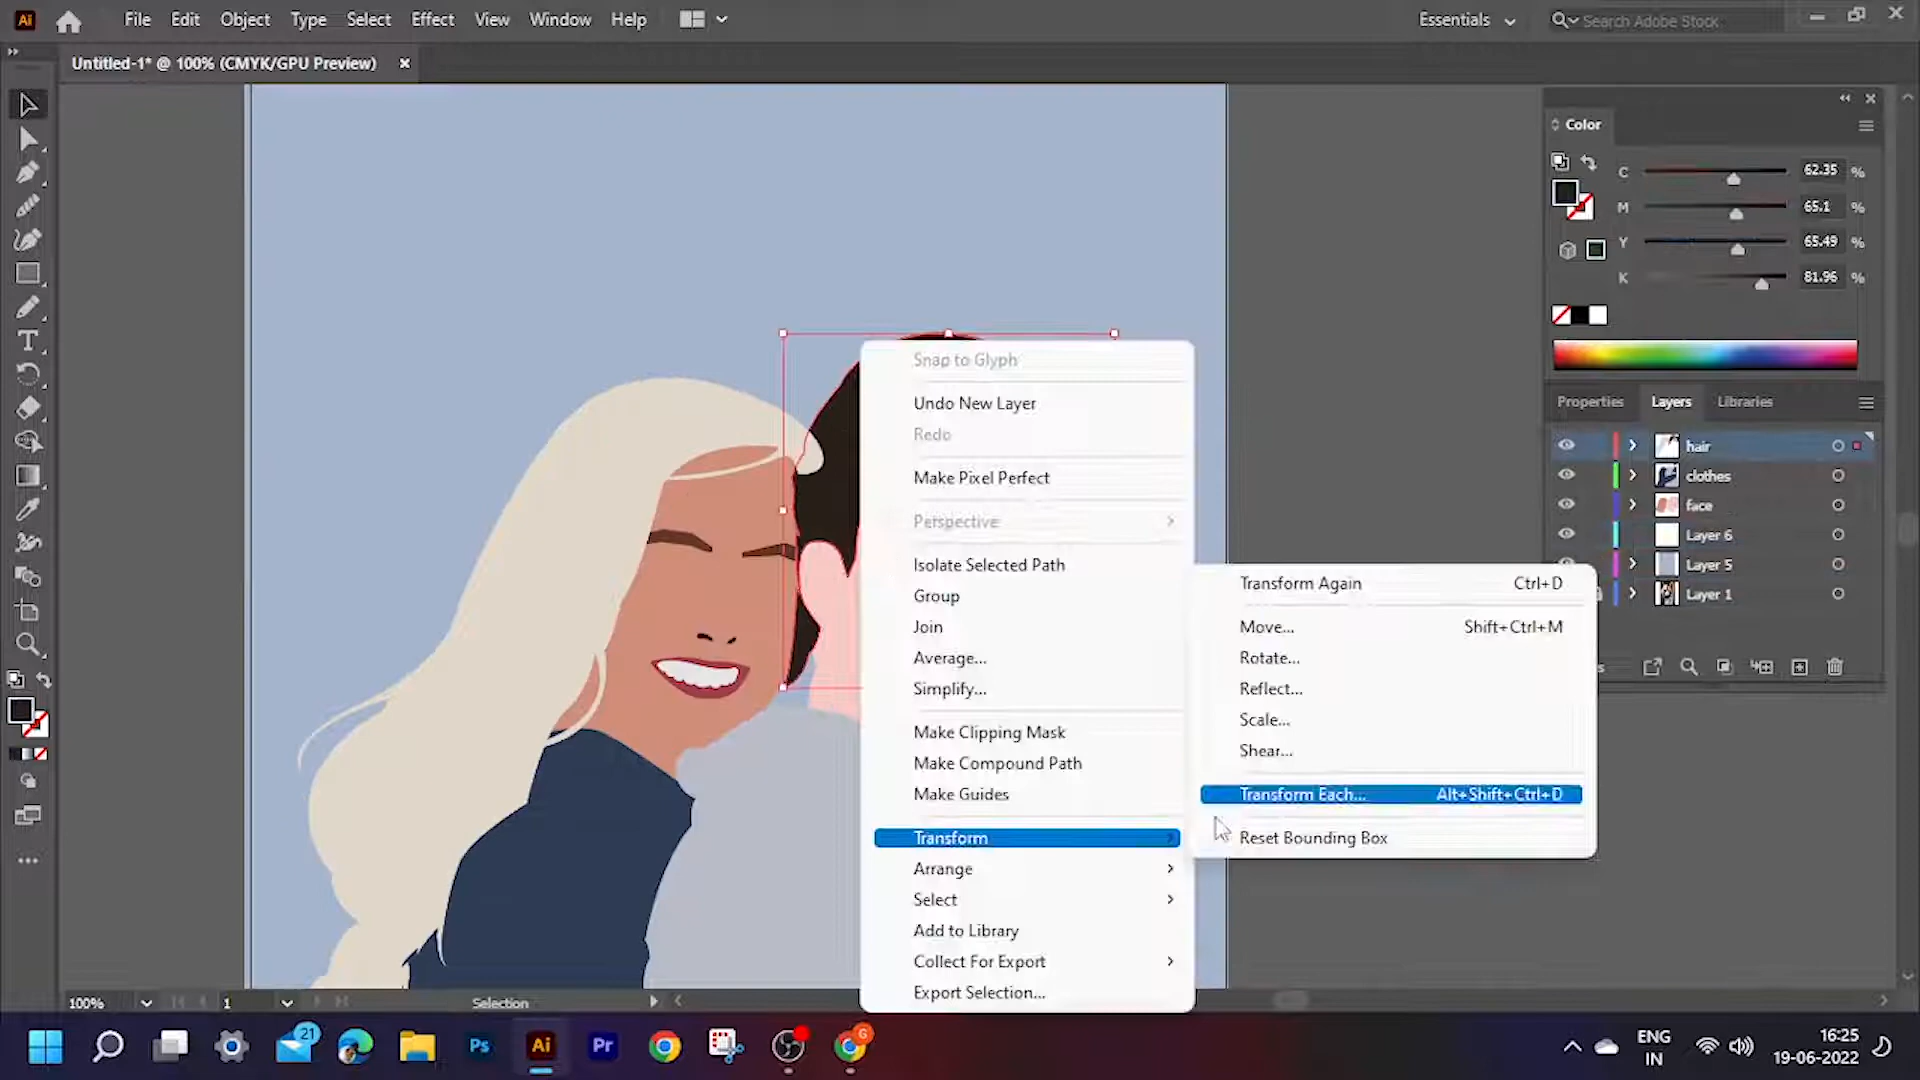 Ai File Edit Object Type Select Effect View Window Help Essentials Search Adobe Stock
Untitled-1* @ 100% (CMYK/GPU Preview)
Color
C 62.35 %
M 65.1 %
Y 65.49 %
K 81.96 %
Properties Layers Libraries
hair
clothes
face
Layer 6
Layer 5
Layer 1
Snap to Glyph
Undo New Layer
Redo
Make Pixel Perfect
Perspective
Isolate Selected Path
Group
Join
Average...
Simplify...
Make Clipping Mask
Make Compound Path
Make Guides
Transform
Arrange
Select
Add to Library
Collect For Export
Export Selection...
Transform Again Ctrl+D
Move... Shift+Ctrl+M
Rotate...
Reflect...
Scale...
Shear...
Transform Each... Alt+Shift+Ctrl+D
Reset Bounding Box
100% 1 Selection
21 Ps Ai Pr G
ENG
IN
16:25
19-06-2022